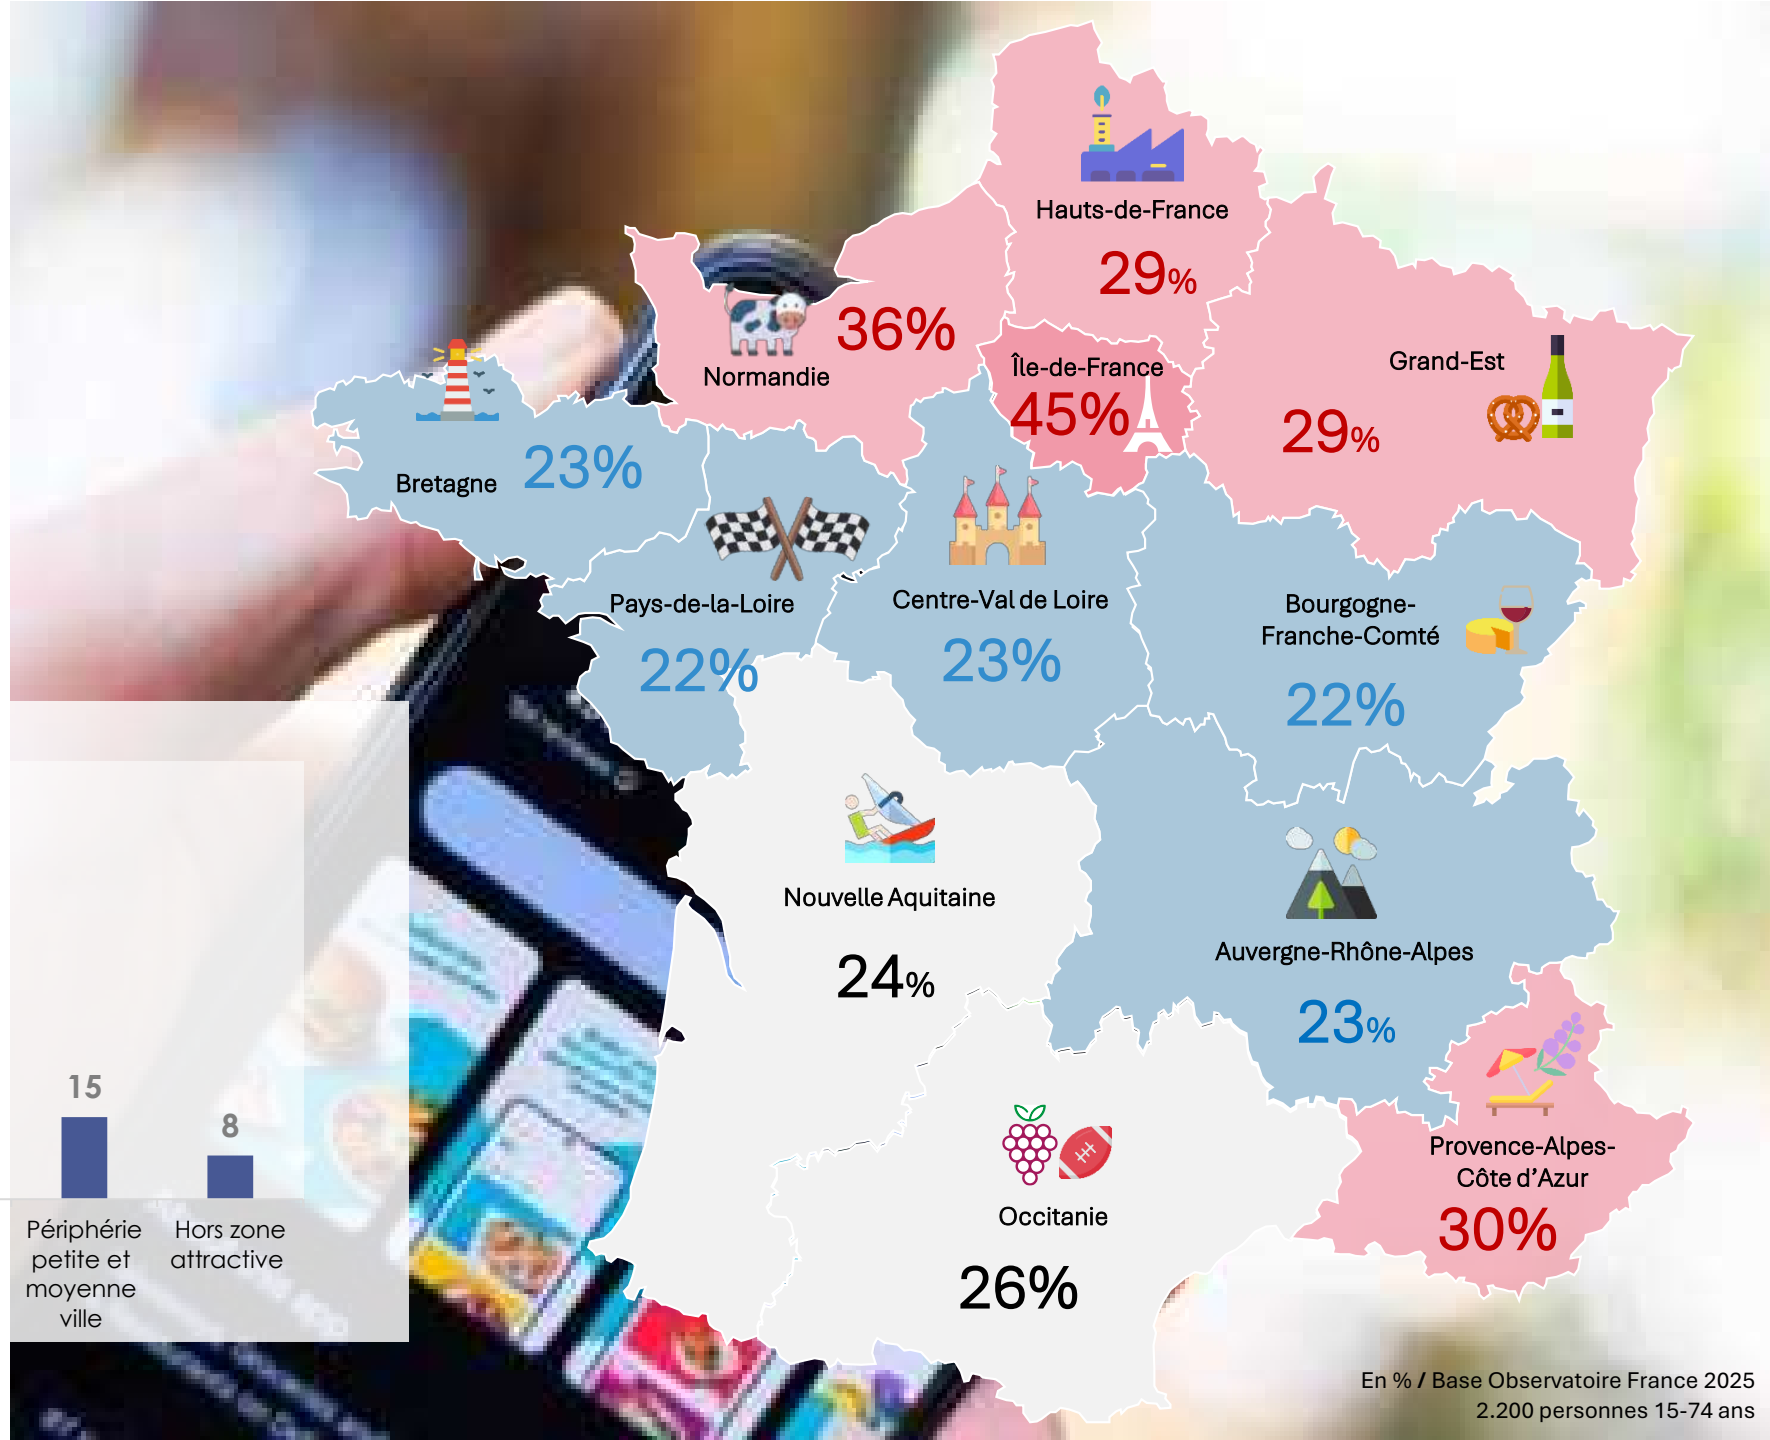 Hauts-de-France
29%
Normandie
36%
Île-de-France
45%
Grand-Est
29%
Bretagne
23%
Pays-de-la-Loire
22%
Centre-Val de Loire
23%
Bourgogne-
Franche-Comté
22%
Nouvelle Aquitaine
24%
Auvergne-Rhône-Alpes
23%
Occitanie
26%
Provence-Alpes-
Côte d’Azur
30%
15
8
Périphérie
petite et
moyenne
ville
Hors zone
attractive
En % / Base Observatoire France 2025
2.200 personnes 15-74 ans